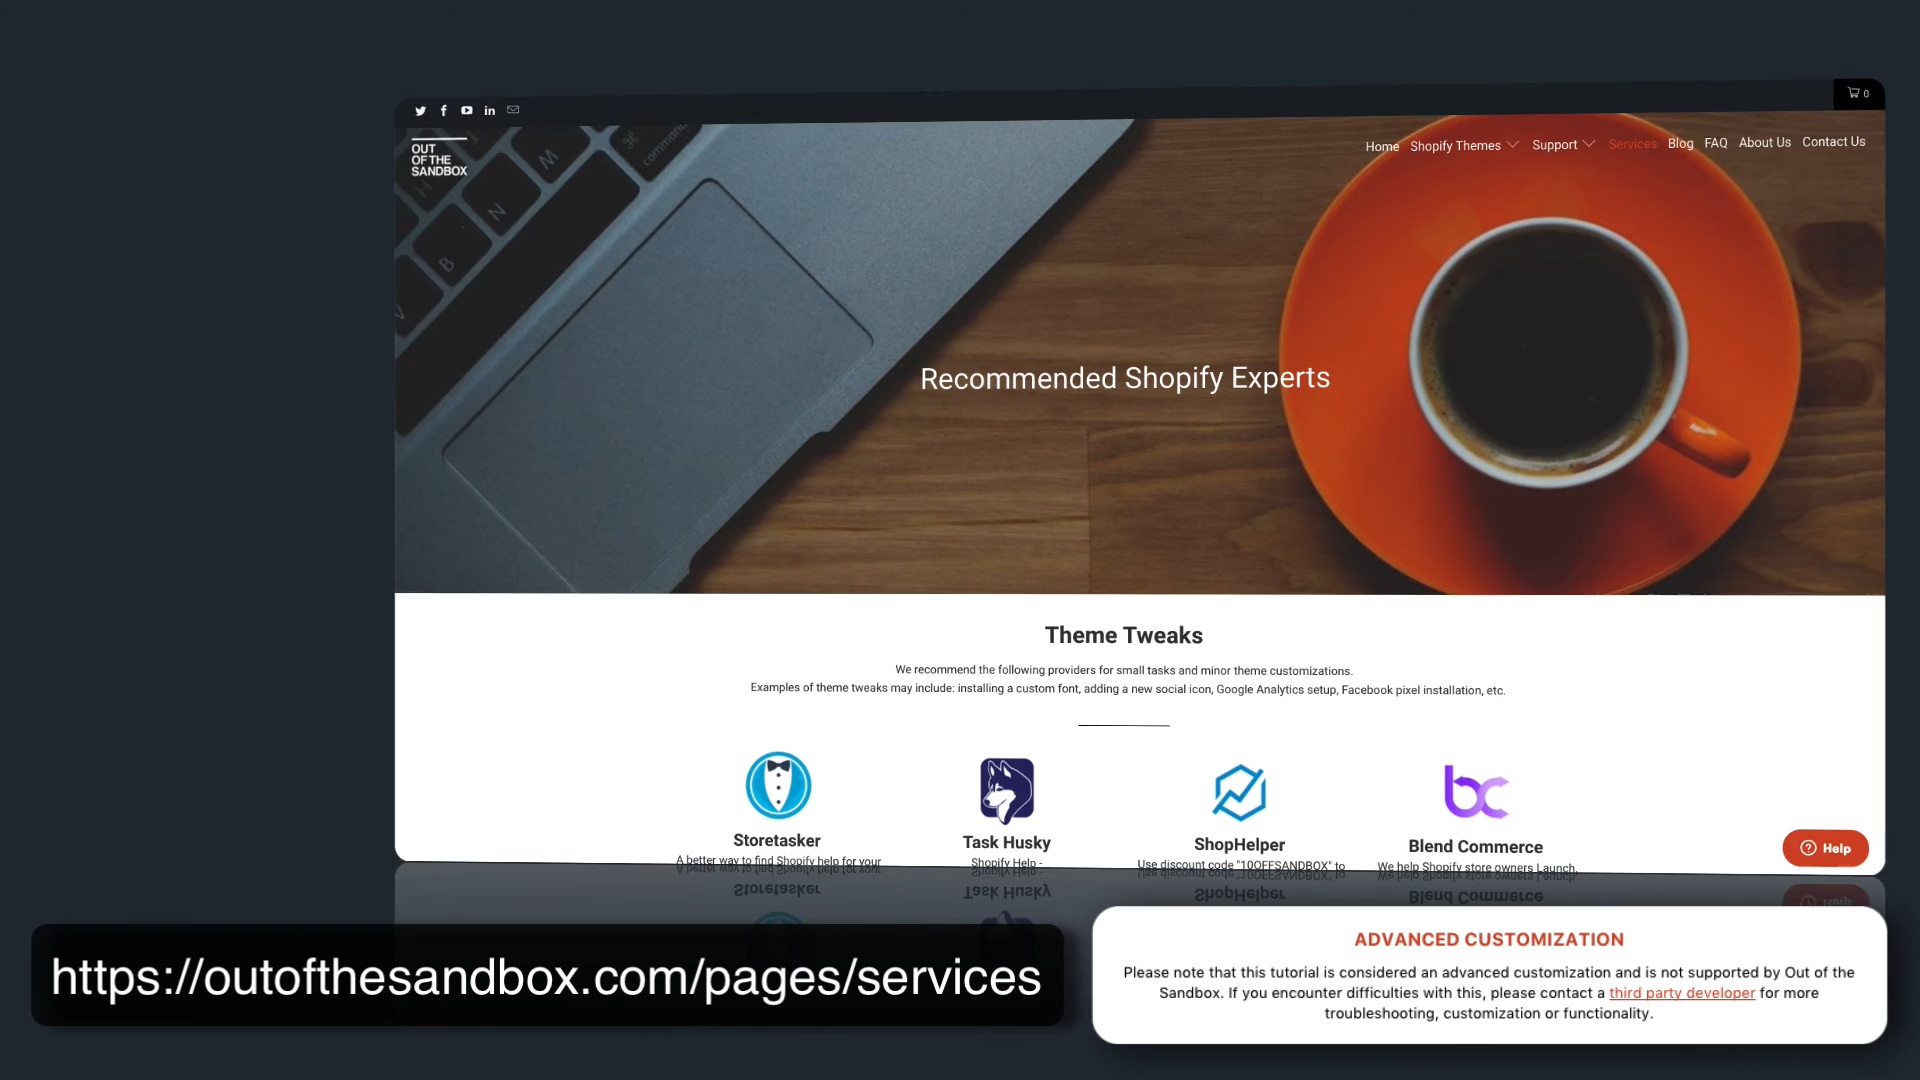 0
OUT
OF THE
SANDBOX
Home Shopify Themes Support Services Blog FAQ About Us Contact Us
command
M
N
H
B
V
Recommended Shopify Experts
Theme Tweaks
We recommend the following providers for small tasks and minor theme customizations.
Examples of theme tweaks may include: installing a custom font, adding a new social icon, Google Analytics setup, Facebook pixel installation, etc.
Storetasker Task Husky ShopHelper Blend Commerce
A better way to find Shopify help for your Shopify Help - Use discount code "10OFFSANDBOX" to We help Shopify store owners Launch,
Help
https://outofthesandbox.com/pages/services
ADVANCED CUSTOMIZATION
Please note that this tutorial is considered an advanced customization and is not supported by Out of the
Sandbox. If you encounter difficulties with this, please contact a third party developer for more
troubleshooting, customization or functionality.